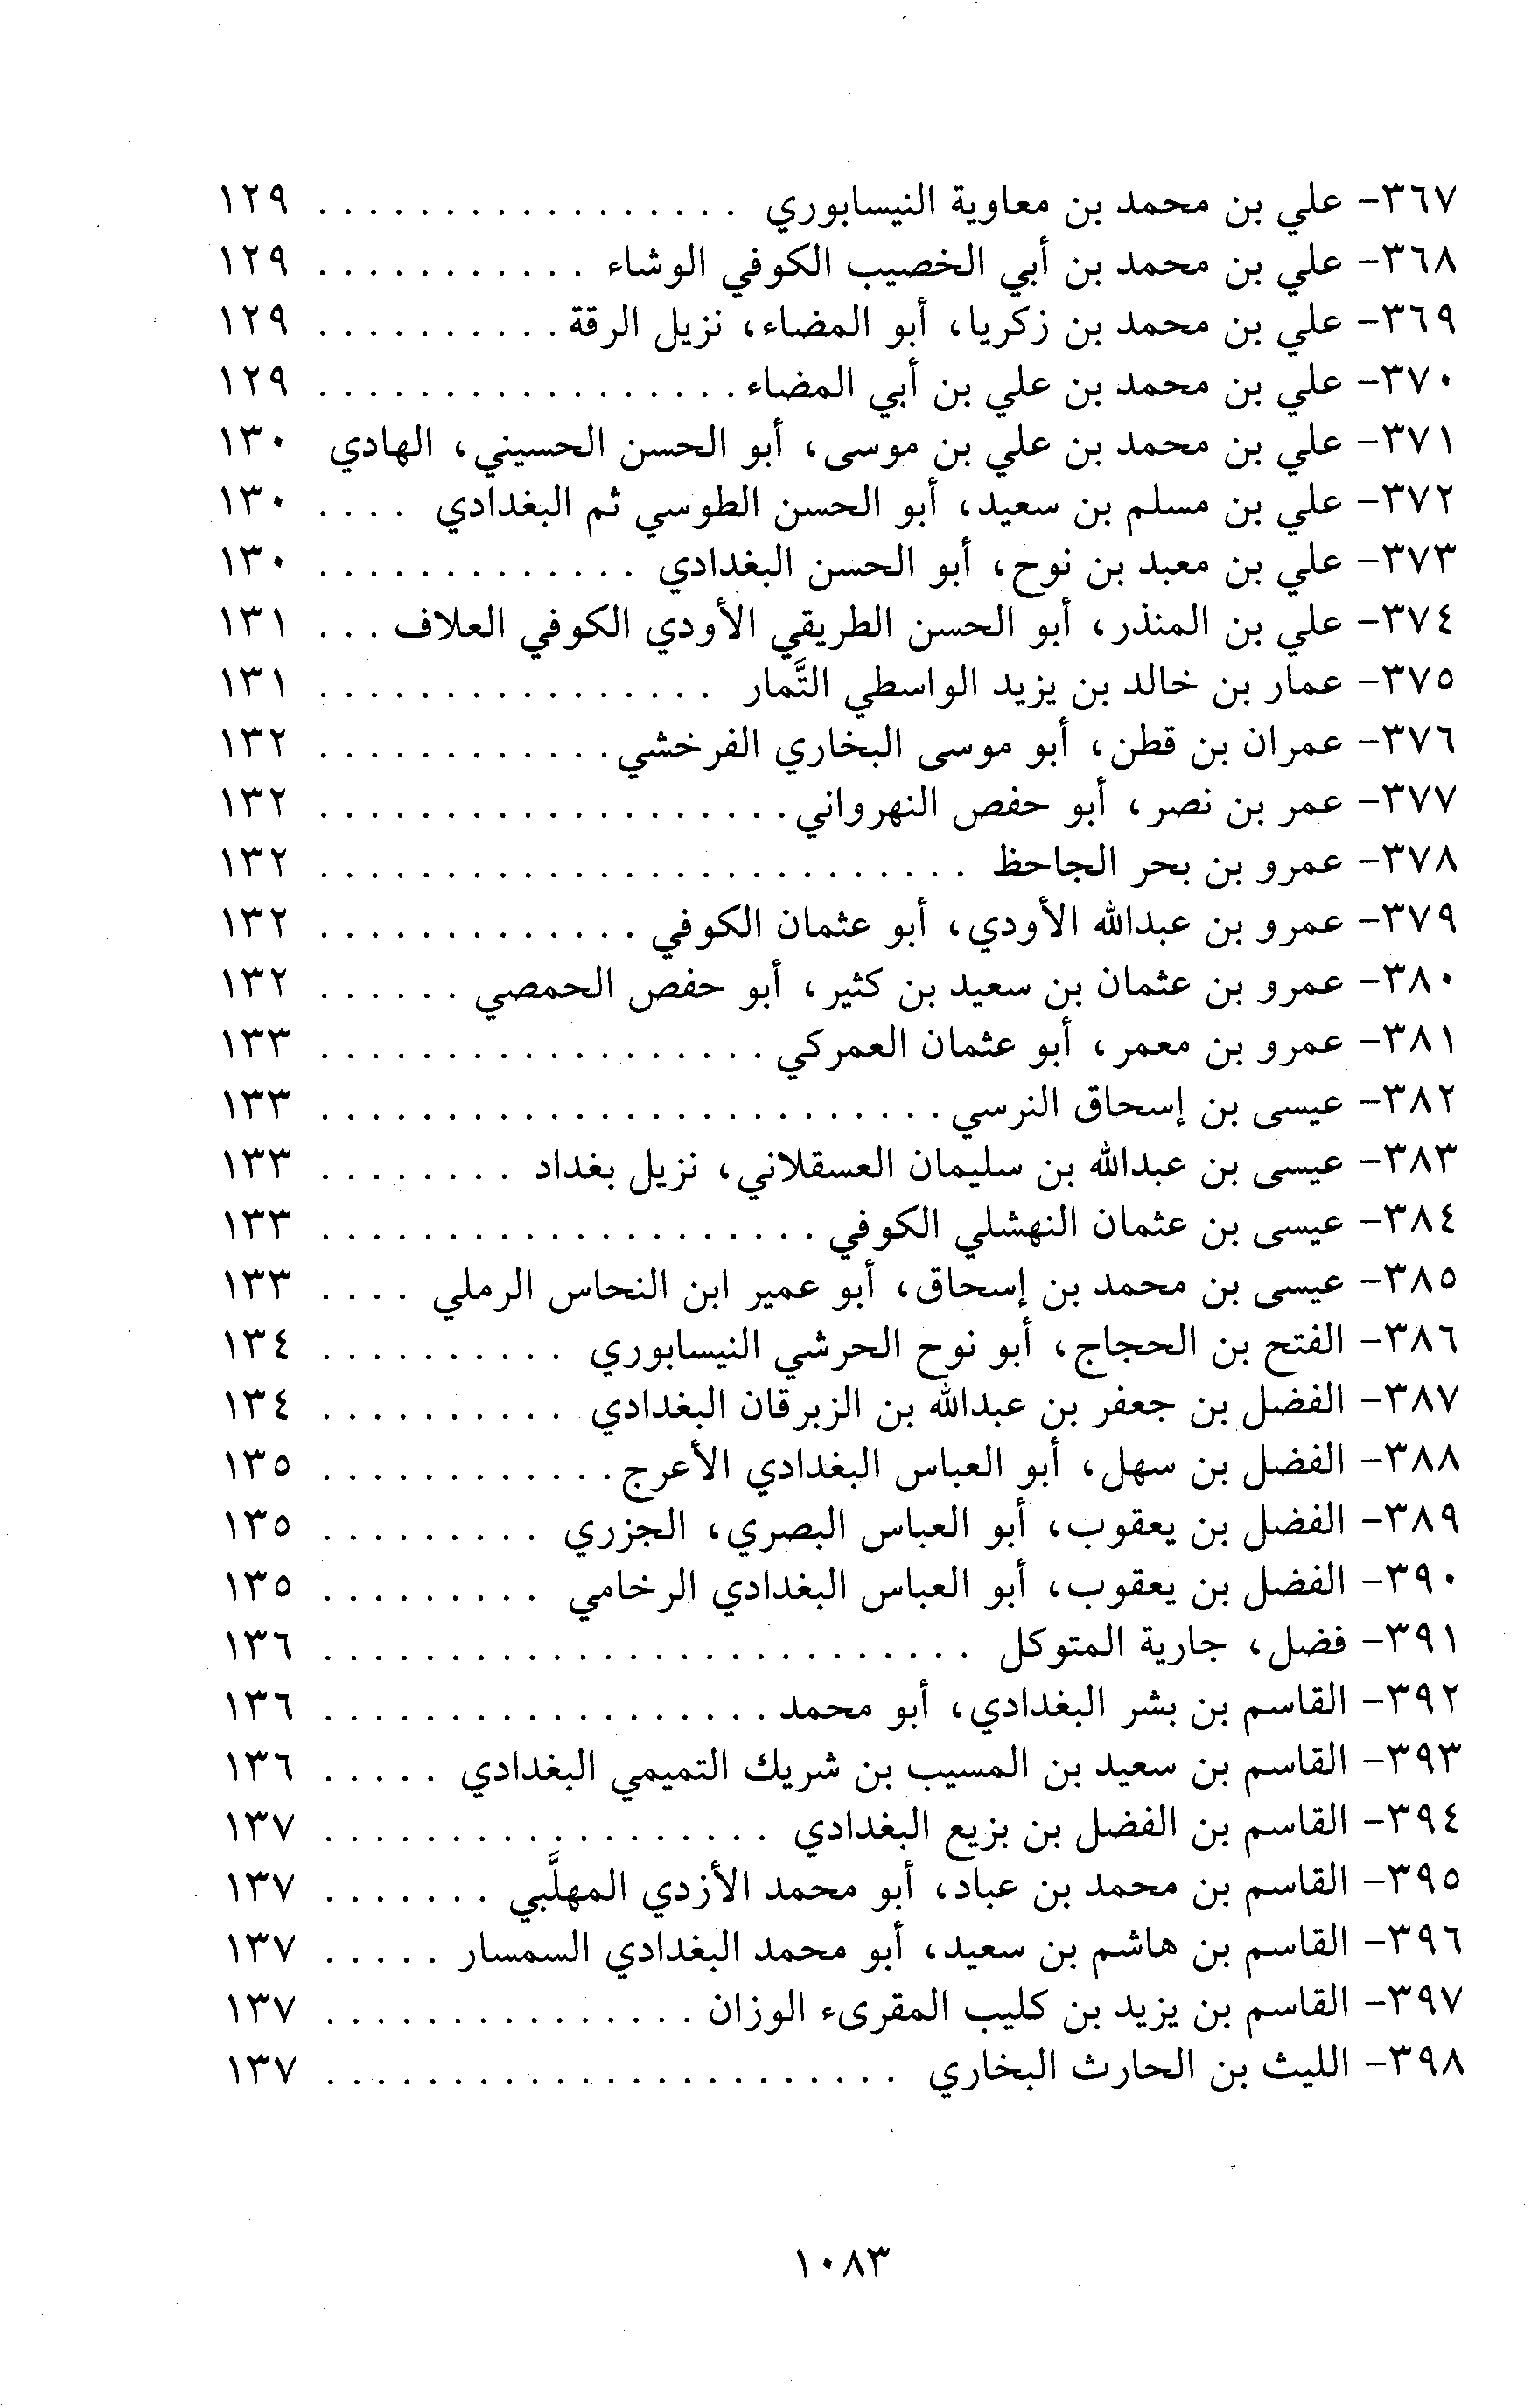 ٣٦٧- علي بن محمد بن معاوية النيسابوري . . . . . . . . . . . . . . . . . ١٢٩
٣٦٨- علي بن محمد بن أبي الخصيب الكوفي الوشاء . . . . . . . . . . . ١٢٩
٣٦٩- علي بن محمد بن زكريا، أبو المضاء، نزيل الرقة . . . . . . . . . . ١٢٩
٣٧٠- علي بن محمد بن علي بن أبي المضاء . . . . . . . . . . . . . . . . . ١٢٩
٣٧١- علي بن محمد بن علي بن موسى، أبو الحسن الحسيني، الهادي ١٣٠
٣٧٢- علي بن مسلم بن سعيد، أبو الحسن الطوسي ثم البغدادي . . . . ١٣٠
٣٧٣- علي بن معبد بن نوح، أبو الحسن البغدادي . . . . . . . . . . . . . ١٣٠
٣٧٤- علي بن المنذر، أبو الحسن الطريقي الأودي الكوفي العلاف . . . ١٣١
٣٧٥- عمار بن خالد بن يزيد الواسطي التَّمار . . . . . . . . . . . . . . . . ١٣١
٣٧٦- عمران بن قطن، أبو موسى البخاري الفرخشي . . . . . . . . . . . . ١٣٢
٣٧٧- عمر بن نصر، أبو حفص النهرواني . . . . . . . . . . . . . . . . . . . ١٣٢
٣٧٨- عمرو بن بحر الجاحظ . . . . . . . . . . . . . . . . . . . . . . . . . . ١٣٢
٣٧٩- عمرو بن عبدالله الأودي، أبو عثمان الكوفي . . . . . . . . . . . . . ١٣٢
٣٨٠- عمرو بن عثمان بن سعيد بن كثير، أبو حفص الحمصي . . . . . . ١٣٢
٣٨١- عمرو بن معمر، أبو عثمان العمركي . . . . . . . . . . . . . . . . . . ١٣٣
٣٨٢- عيسى بن إسحاق النرسي . . . . . . . . . . . . . . . . . . . . . . . . . ١٣٣
٣٨٣- عيسى بن عبدالله بن سليمان العسقلاني، نزيل بغداد . . . . . . . . ١٣٣
٣٨٤- عيسى بن عثمان النهشلي الكوفي . . . . . . . . . . . . . . . . . . . . ١٣٣
٣٨٥- عيسى بن محمد بن إسحاق، أبو عمير ابن النحاس الرملي . . . . ١٣٣
٣٨٦- الفتح بن الحجاج، أبو نوح الحرشي النيسابوري . . . . . . . . . . ١٣٤
٣٨٧- الفضل بن جعفر بن عبدالله بن الزبرقان البغدادي . . . . . . . . . . ١٣٤
٣٨٨- الفضل بن سهل، أبو العباس البغدادي الأعرج . . . . . . . . . . . . ١٣٥
٣٨٩- الفضل بن يعقوب، أبو العباس البصري، الجزري . . . . . . . . . ١٣٥
٣٩٠- الفضل بن يعقوب، أبو العباس البغدادي الرخامي . . . . . . . . . ١٣٥
٣٩١- فضل، جارية المتوكل . . . . . . . . . . . . . . . . . . . . . . . . . . ١٣٦
٣٩٢- القاسم بن بشر البغدادي، أبو محمد . . . . . . . . . . . . . . . . . . ١٣٦
٣٩٣- القاسم بن سعيد بن المسيب بن شريك التميمي البغدادي . . . . . ١٣٦
٣٩٤- القاسم بن الفضل بن بزيع البغدادي . . . . . . . . . . . . . . . . . . ١٣٧
٣٩٥- القاسم بن محمد بن عباد، أبو محمد الأزدي المهلَّبي . . . . . . . ١٣٧
٣٩٦- القاسم بن هاشم بن سعيد، أبو محمد البغدادي السمسار . . . . . ١٣٧
٣٩٧- القاسم بن يزيد بن كليب المقرىء الوزان . . . . . . . . . . . . . . . ١٣٧
٣٩٨- الليث بن الحارث البخاري . . . . . . . . . . . . . . . . . . . . . . . ١٣٧
١٠٨٣